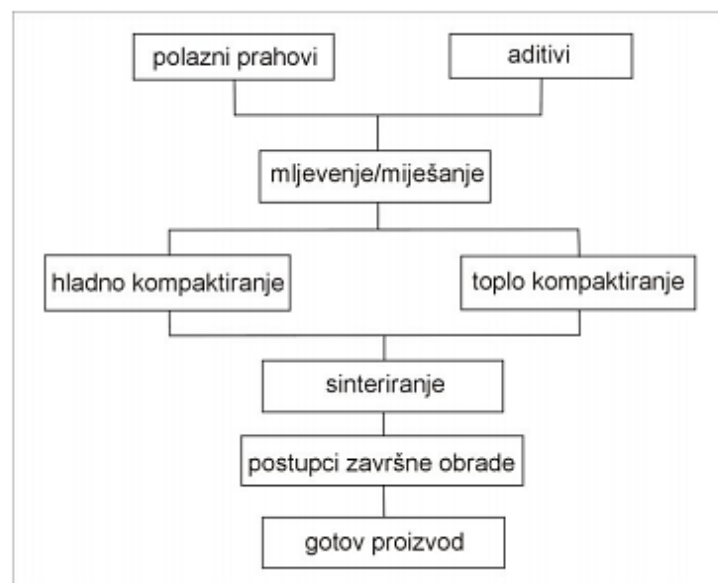 polazni prahovi
aditivi
mljevenje/miješanje
hladno kompaktiranje
toplo kompaktiranje
sinteriranje
postupci završne obrade
gotov proizvod